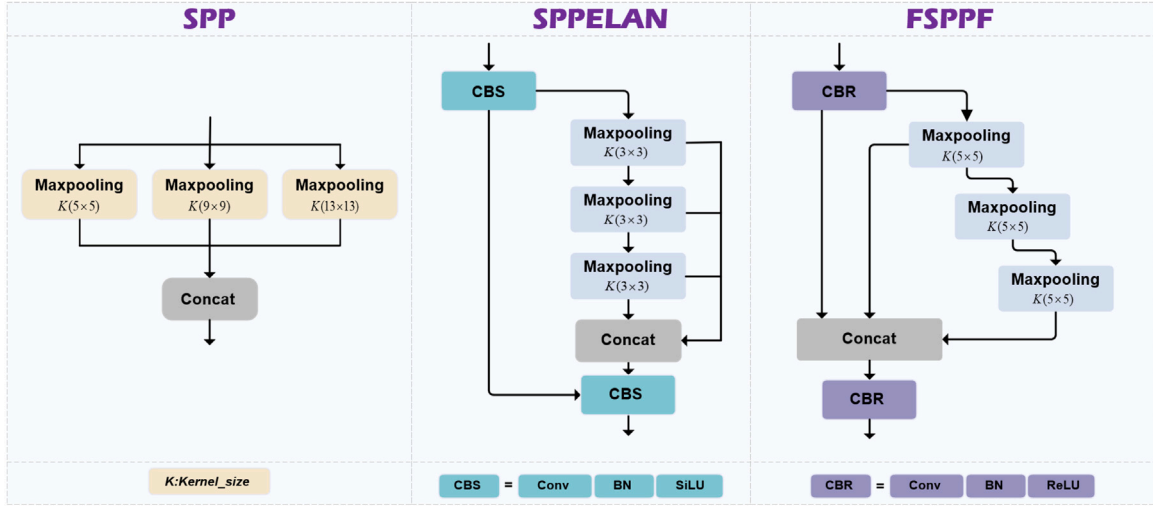 SPP
Maxpooling
K(5×5)
Maxpooling
K(9×9)
Maxpooling
K(13×13)
Concat
K:Kernel_size
SPPELAN
CBS
Maxpooling
K(3×3)
Maxpooling
K(3×3)
Maxpooling
K(3×3)
Concat
CBS
CBS = Conv BN SiLU
FSPPF
CBR
Maxpooling
K(5×5)
Maxpooling
K(5×5)
Maxpooling
K(5×5)
Concat
CBR
CBR = Conv BN ReLU